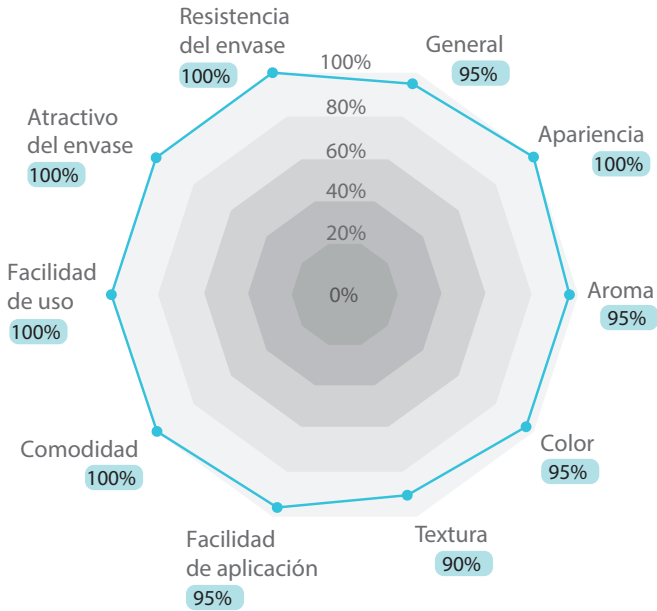 Resistencia
del envase
100%
General
95%
Apariencia
100%
Aroma
95%
Color
95%
Textura
90%
Facilidad
de aplicación
95%
Comodidad
100%
Facilidad
de uso
100%
Atractivo
del envase
100%
100%
80%
60%
40%
20%
0%